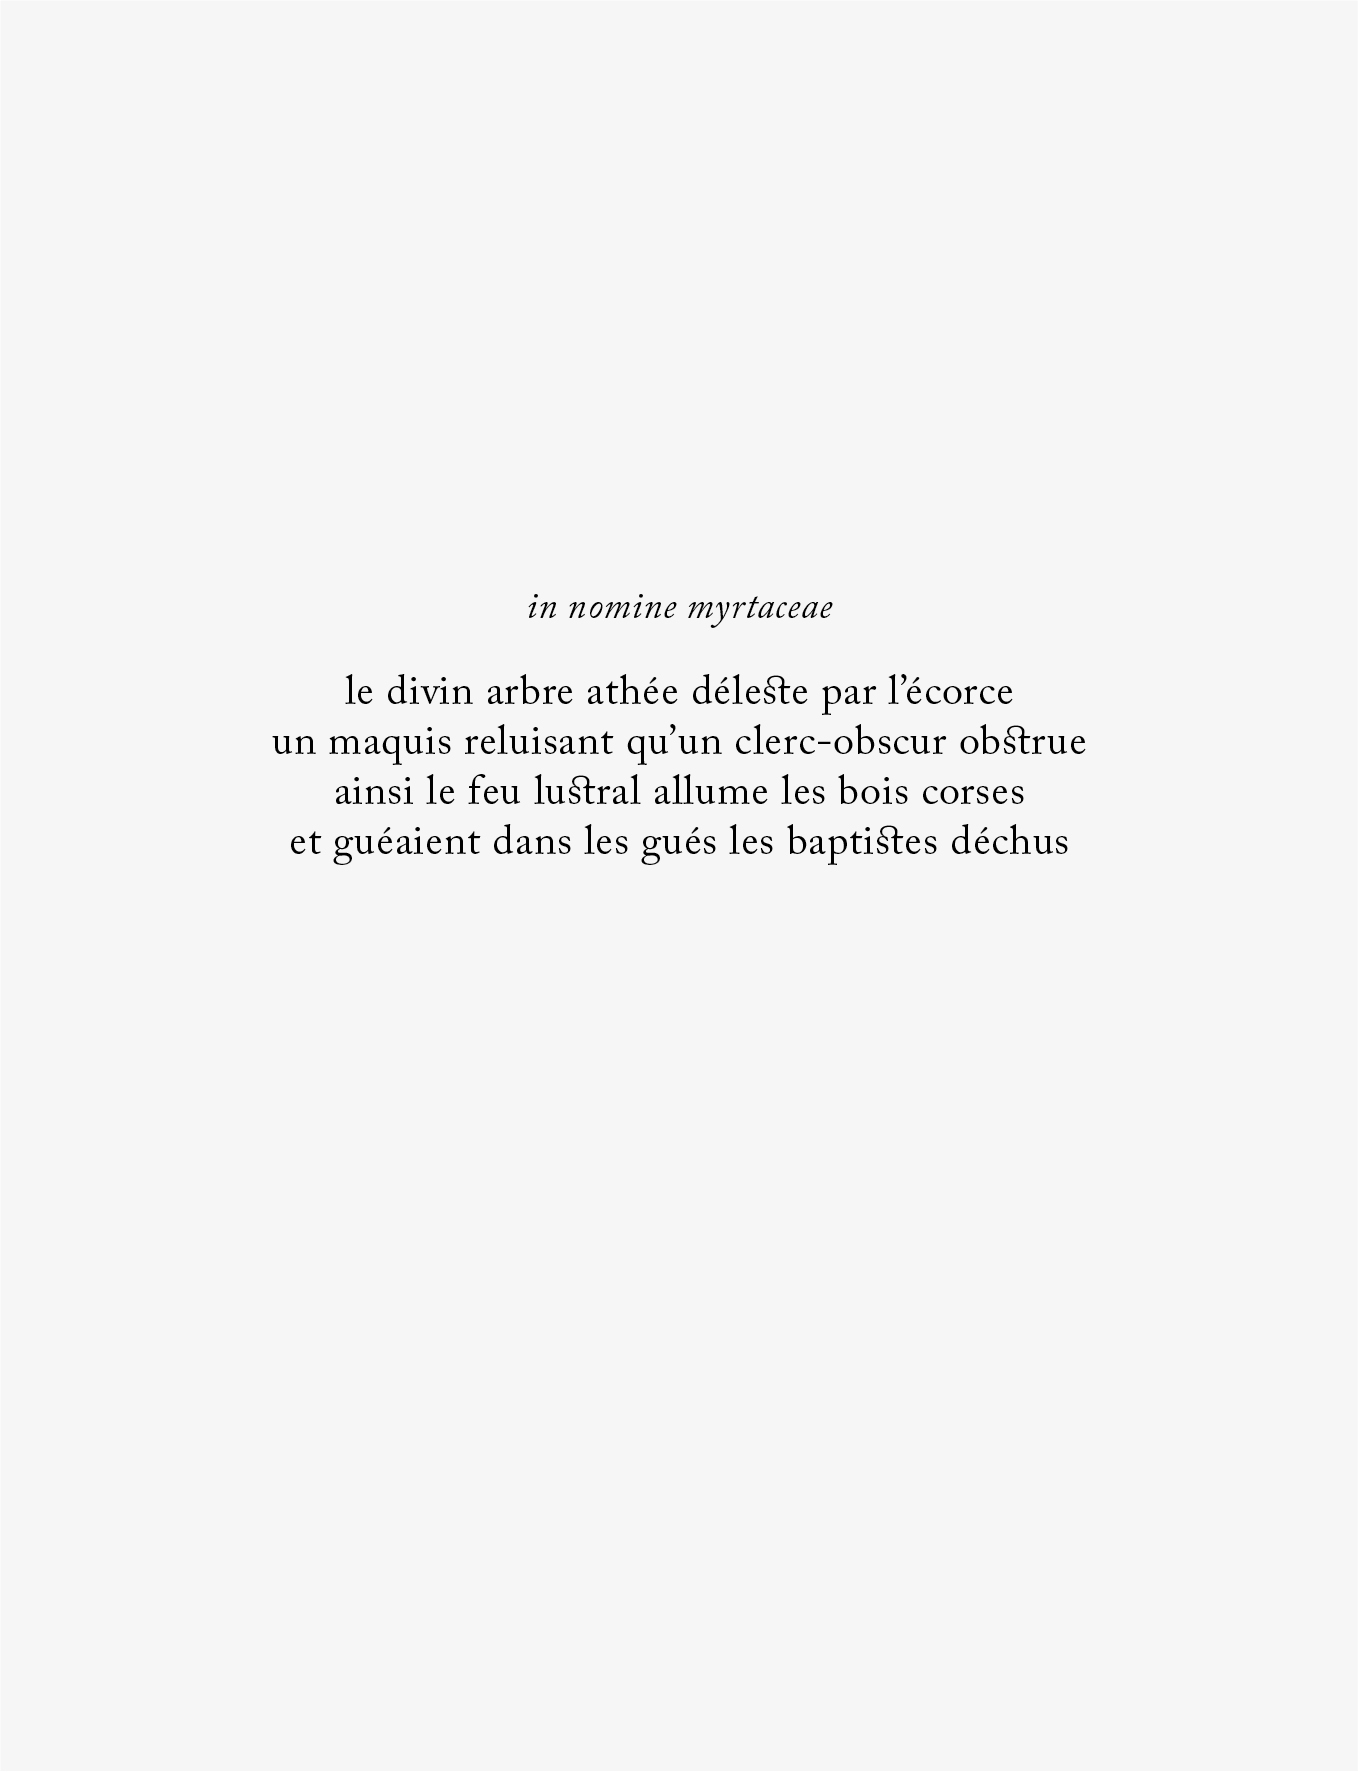 in nomine myrtaceae
le divin arbre athée déleste par l’écorce
un maquis reluisant qu’un clerc-obscur obstrue
ainsi le feu lustral allume les bois corses
et guéaient dans les gués les baptistes déchus